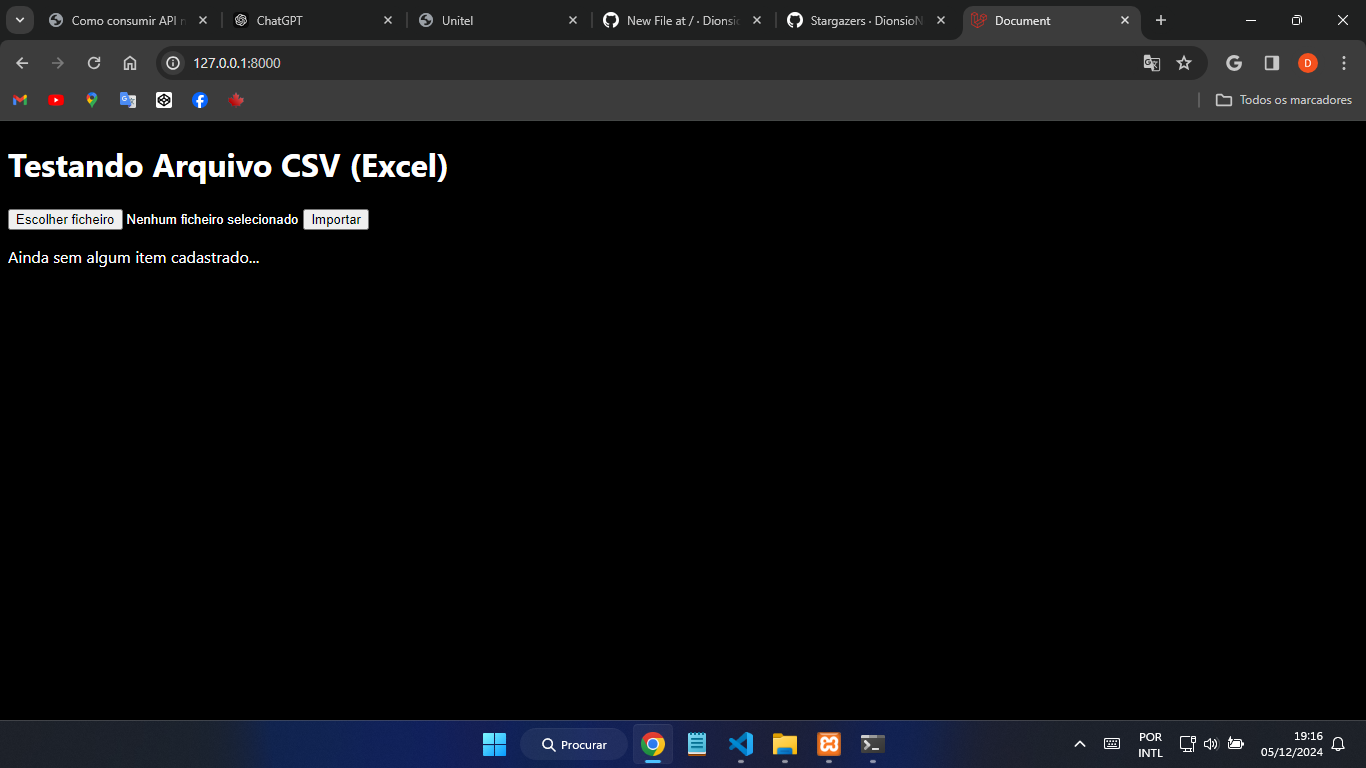 Como consumir API n
ChatGPT
Unitel
New File at / · Dionsic
Stargazers · DionsioN
Document
127.0.0.1:8000
Todos os marcadores
Testando Arquivo CSV (Excel)
Escolher ficheiro Nenhum ficheiro selecionado Importar
Ainda sem algum item cadastrado...
Procurar
POR
INTL
19:16
05/12/2024
D